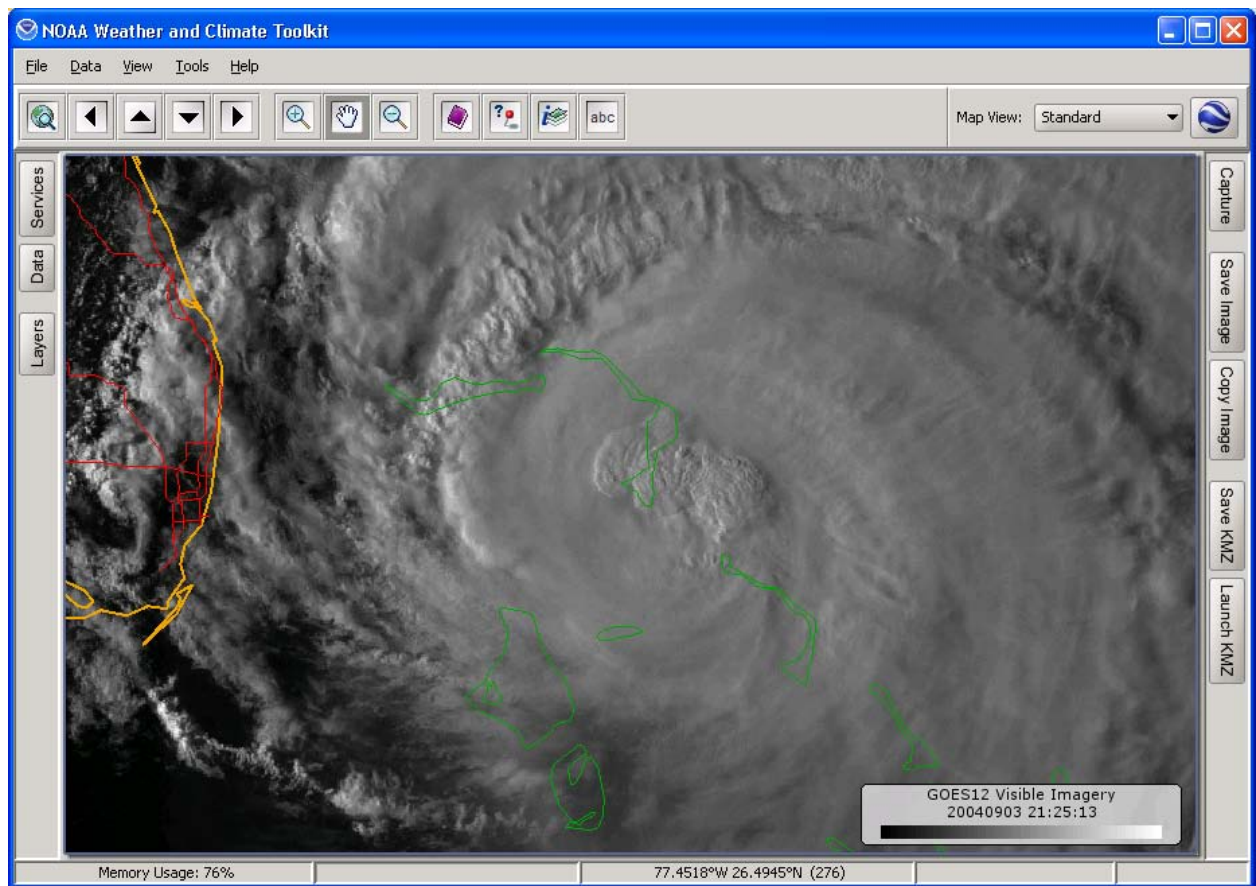 NOAA Weather and Climate Toolkit
File Data View Tools Help
abc
Map View: Standard
Services
Data
Layers
Capture
Save Image
Copy Image
Save KMZ
Launch KMZ
GOES12 Visible Imagery
20040903 21:25:13
Memory Usage: 76%
77.4518°W 26.4945°N (276)